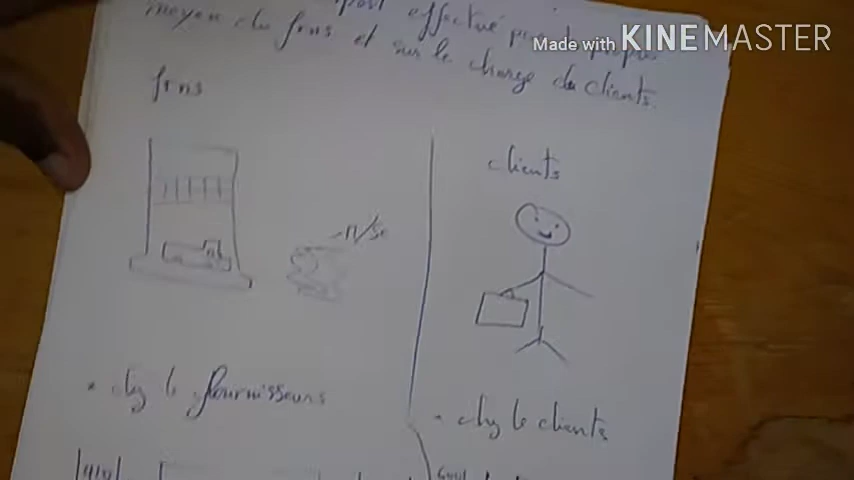 effectué
Made with KINEMASTER
moyen du frns et sur le charge du clients
frns
clients
* chez le fournisseurs
* chez le clients